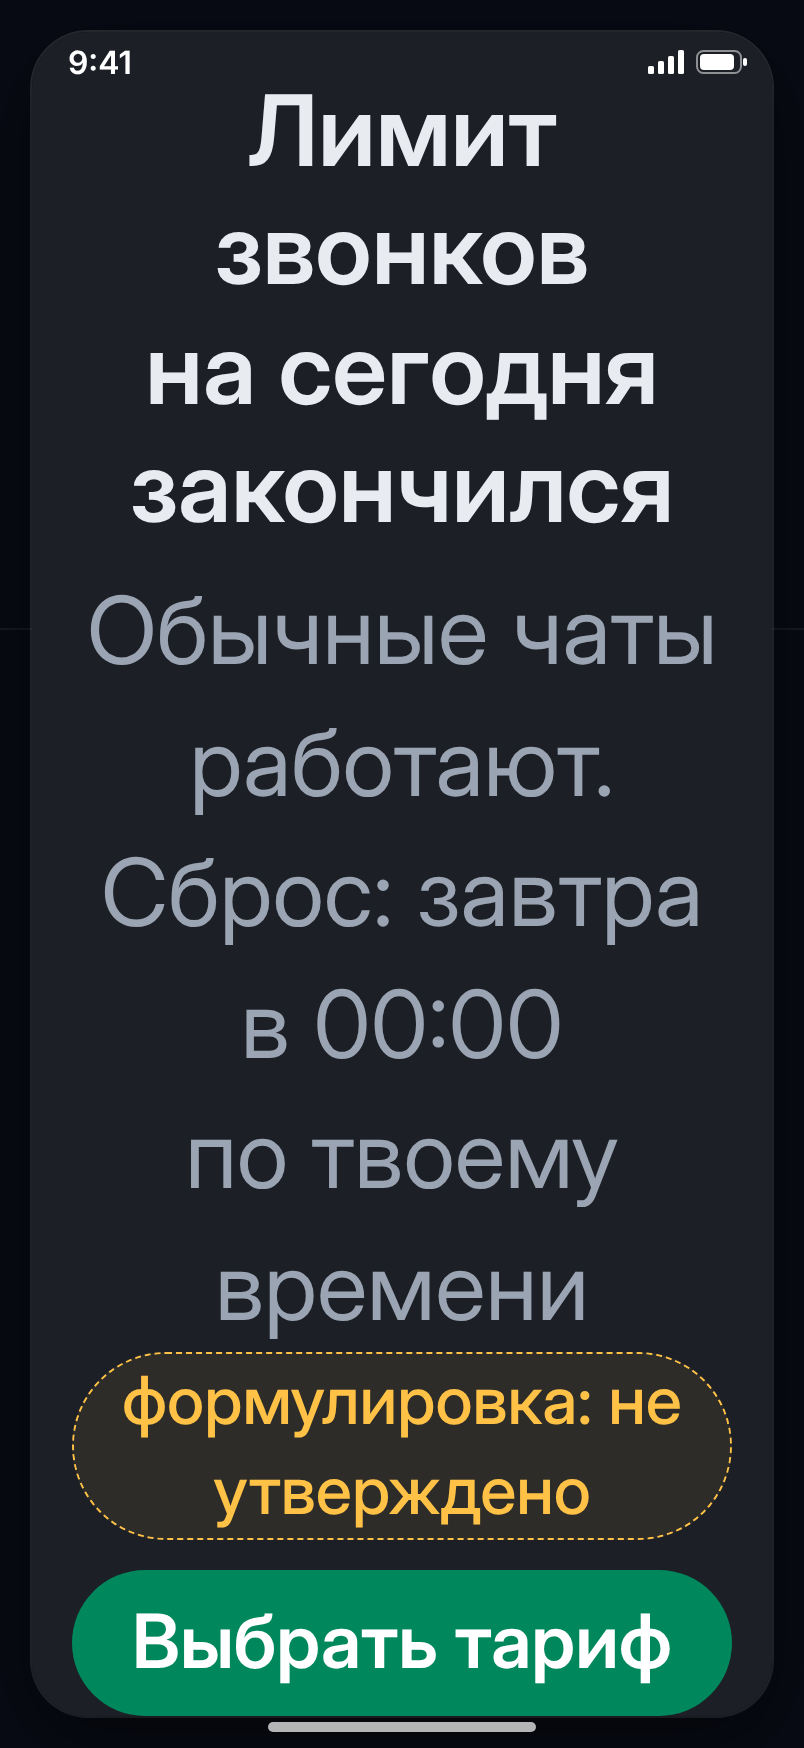 9:41
Лимит
звонков
на сегодня
закончился
Обычные чаты
работают.
Сброс: завтра
в 00:00
по твоему
времени
формулировка: не
утверждено
Выбрать тариф